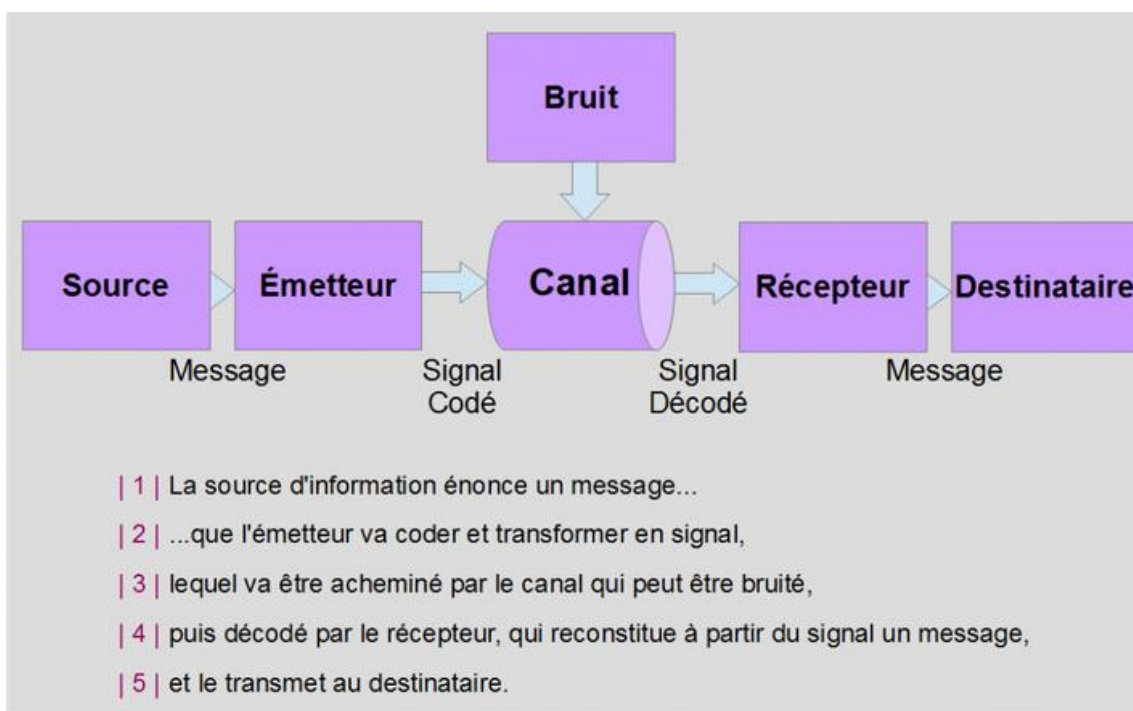 Bruit
Source
Émetteur
Canal
Récepteur
Destinataire
Message
Signal
Codé
Signal
Décodé
Message
| 1 | La source d'information énonce un message...
| 2 | ...que l'émetteur va coder et transformer en signal,
| 3 | lequel va être acheminé par le canal qui peut être bruité,
| 4 | puis décodé par le récepteur, qui reconstitue à partir du signal un message,
| 5 | et le transmet au destinataire.